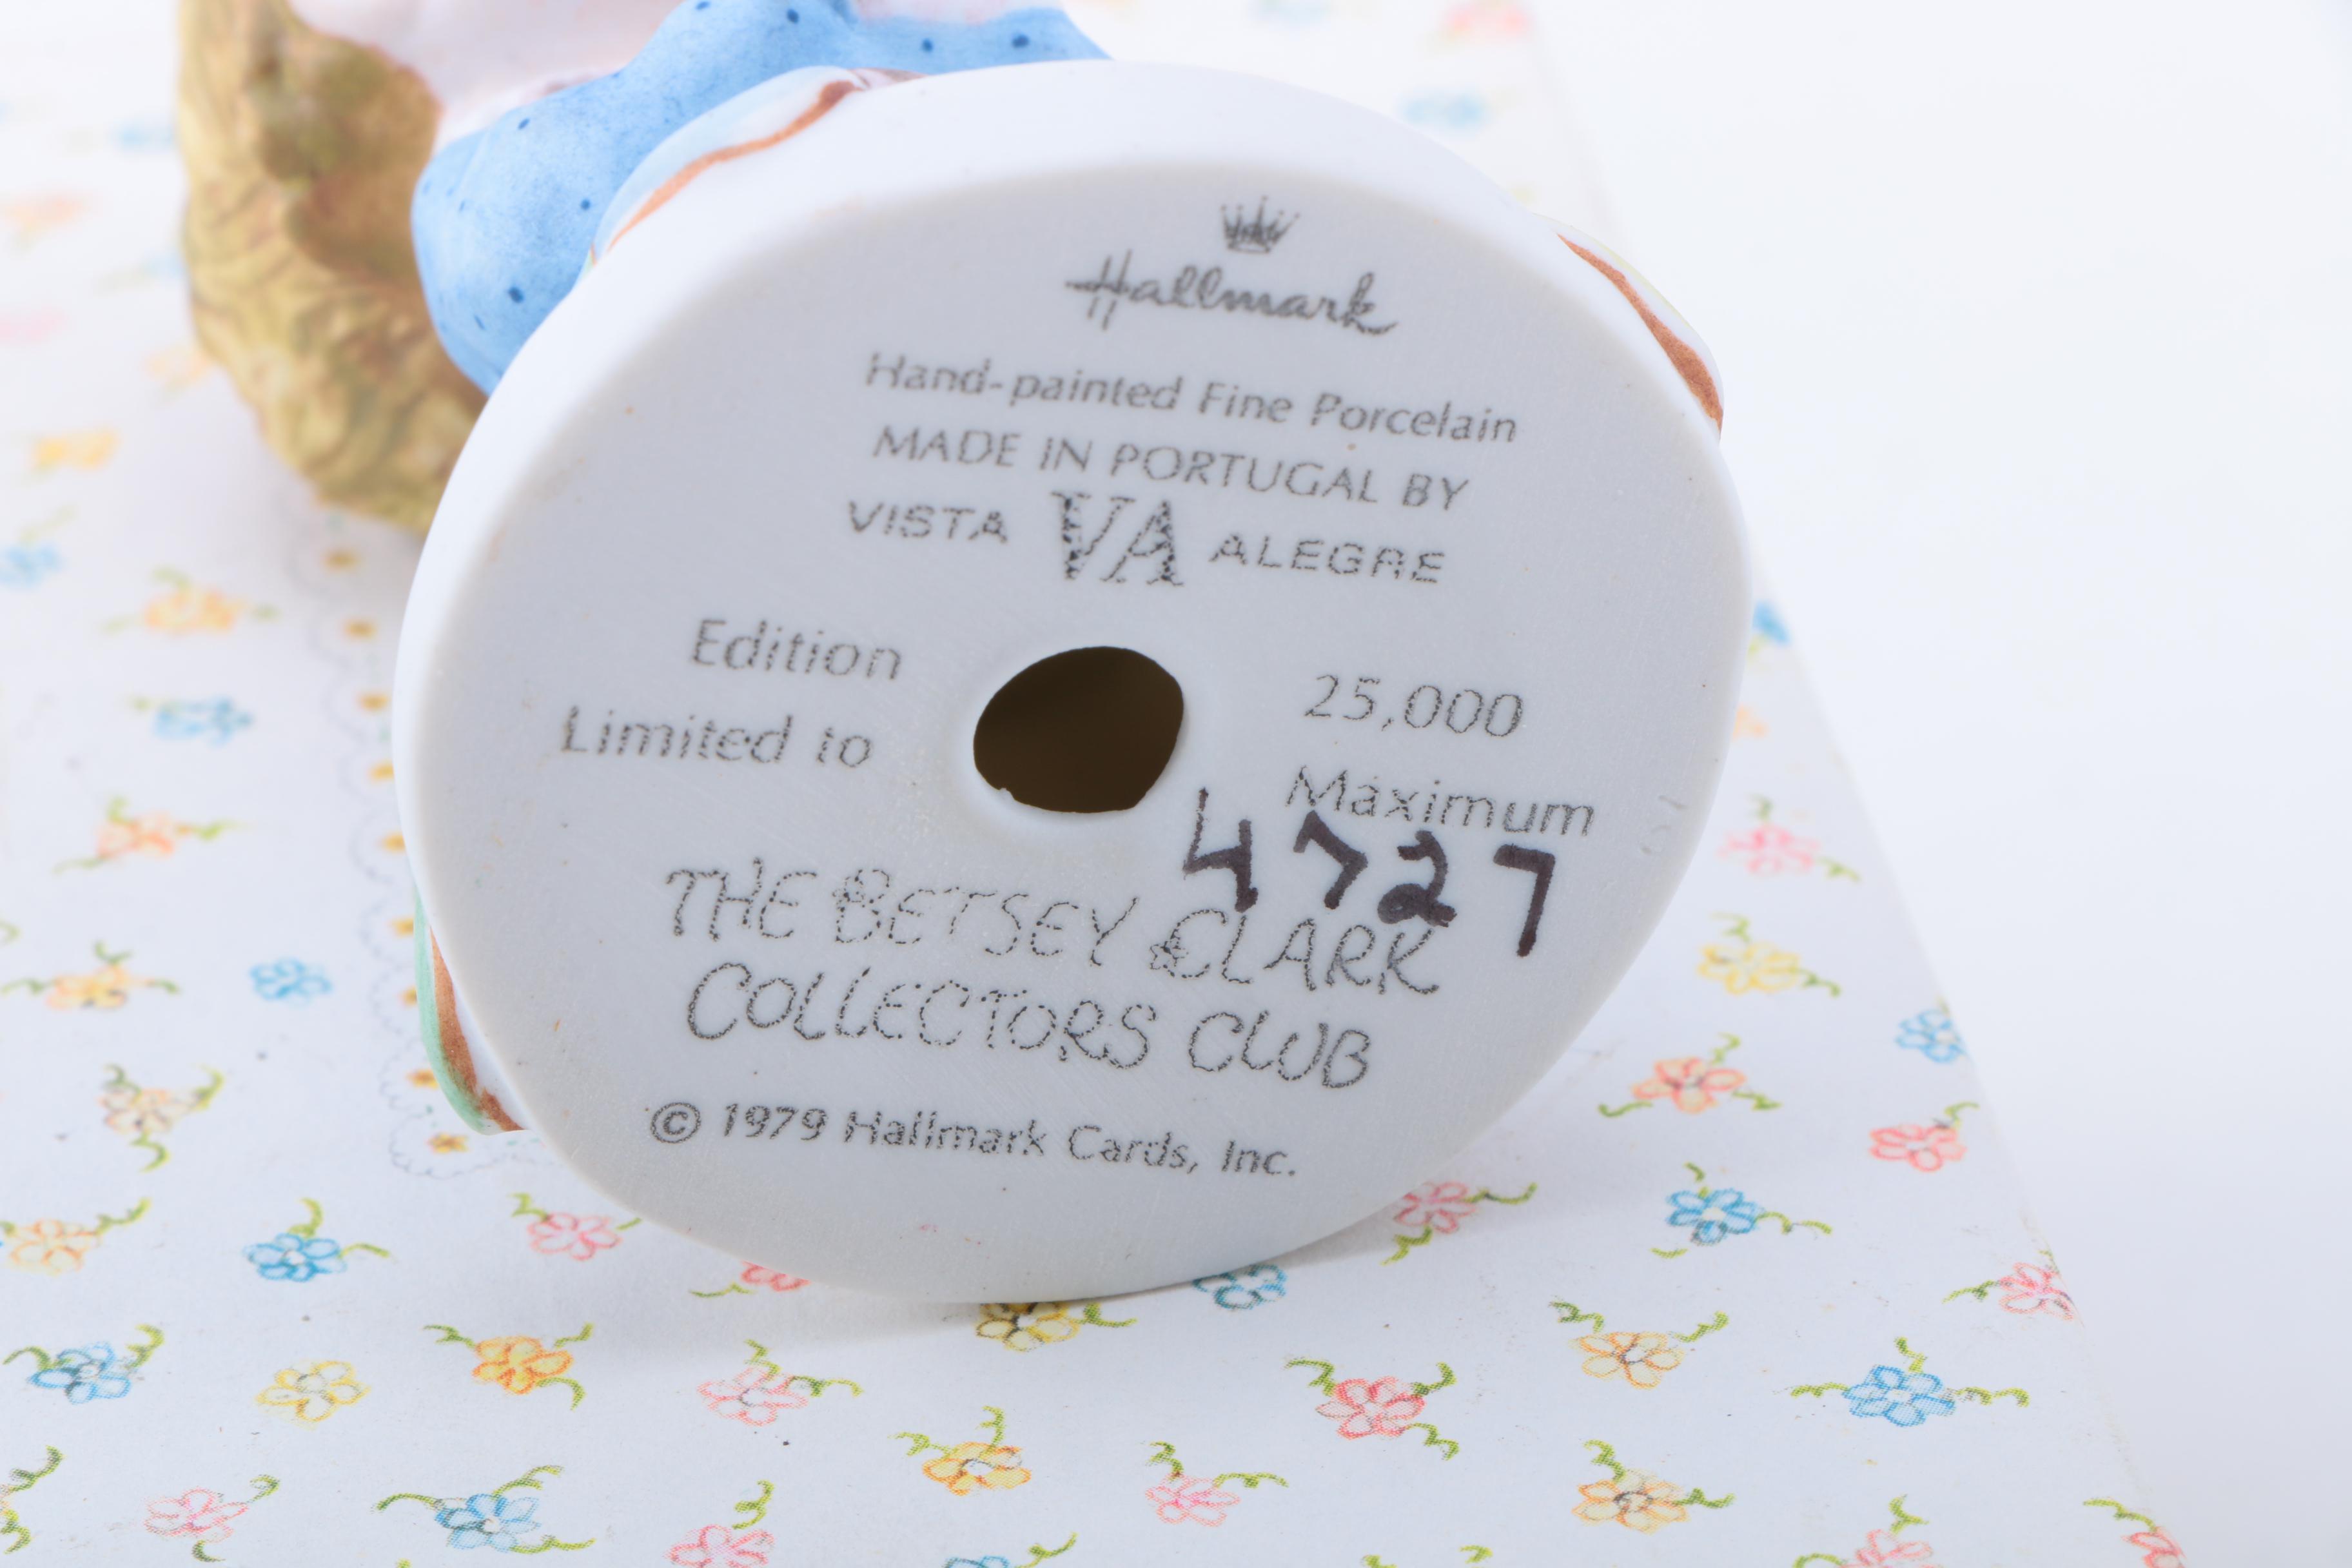 Hallmark
Hand-painted Fine Porcelain
MADE IN PORTUGAL BY
VISTA VA ALEGRE
Edition 25,000
Limited to Maximum
4727
THE BETSEY CLARK
COLLECTORS CLUB
© 1979 Hallmark Cards, Inc.